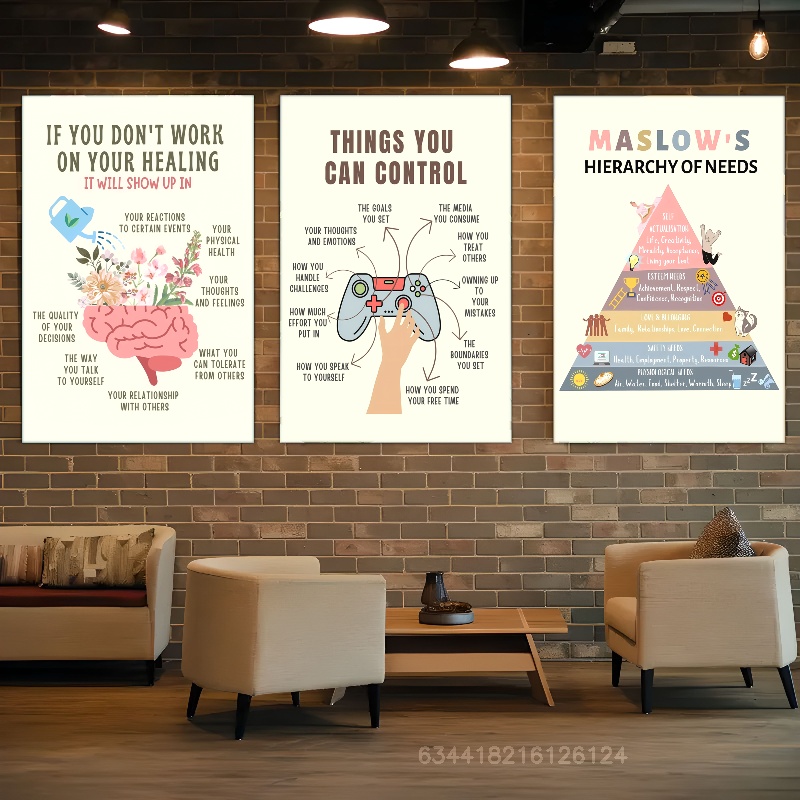 IF YOU DON'T WORK
ON YOUR HEALING
IT WILL SHOW UP IN
YOUR REACTIONS
TO CERTAIN EVENTS
YOUR
PHYSICAL
HEALTH
YOUR
THOUGHTS
AND FEELINGS
THE QUALITY
OF YOUR
DECISIONS
THE WAY
YOU TALK
TO YOURSELF
WHAT YOU
CAN TOLERATE
FROM OTHERS
YOUR RELATIONSHIP
WITH OTHERS
THINGS YOU
CAN CONTROL
THE GOALS
YOU SET
THE MEDIA
YOU CONSUME
YOUR THOUGHTS
AND EMOTIONS
HOW YOU
TREAT
OTHERS
HOW YOU
HANDLE
CHALLENGES
OWNING UP
TO
YOUR
MISTAKES
HOW MUCH
EFFORT YOU
PUT IN
THE
BOUNDARIES
YOU SET
HOW YOU SPEAK
TO YOURSELF
HOW YOU SPEND
YOUR FREE TIME
MASLOW'S
HIERARCHY OF NEEDS
SELF
ACTUALISATION
Life, Creativity,
Morality, Acceptance,
Living your best
ESTEEM NEEDS
Achievement, Respect,
Confidence, Recognition
LOVE & BELONGING
Family, Relationships, Love, Connection
SAFETY NEEDS
Health, Employment, Property, Resources
PHYSIOLOGICAL NEEDS
Air, Water, Food, Shelter, Warmth, Sleep
zZZ
634418216126124